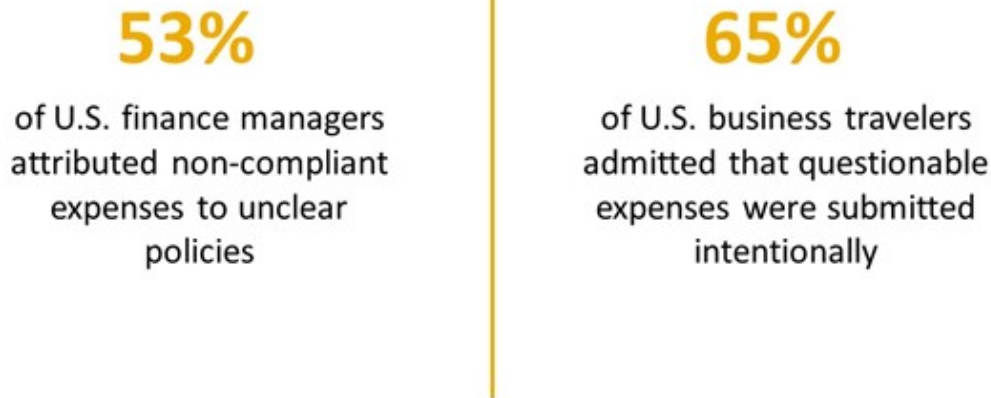 53%
of U.S. finance managers
attributed non-compliant
expenses to unclear
policies
65%
of U.S. business travelers
admitted that questionable
expenses were submitted
intentionally